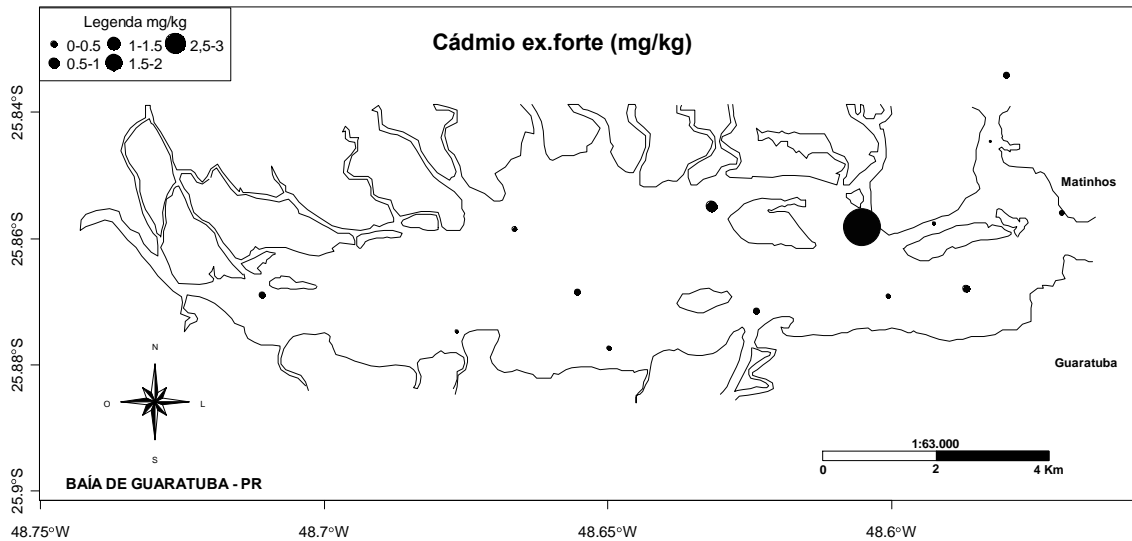 Legenda mg/kg
0-0.5 1-1.5 2,5-3
0.5-1 1.5-2
Cádmio ex.forte (mg/kg)
25.84°S
25.86°S
25.88°S
25.9°S
Matinhos
Guaratuba
N
O L
S
BAÍA DE GUARATUBA - PR
1:63.000
0 2 4 Km
48.75°W 48.7°W 48.65°W 48.6°W